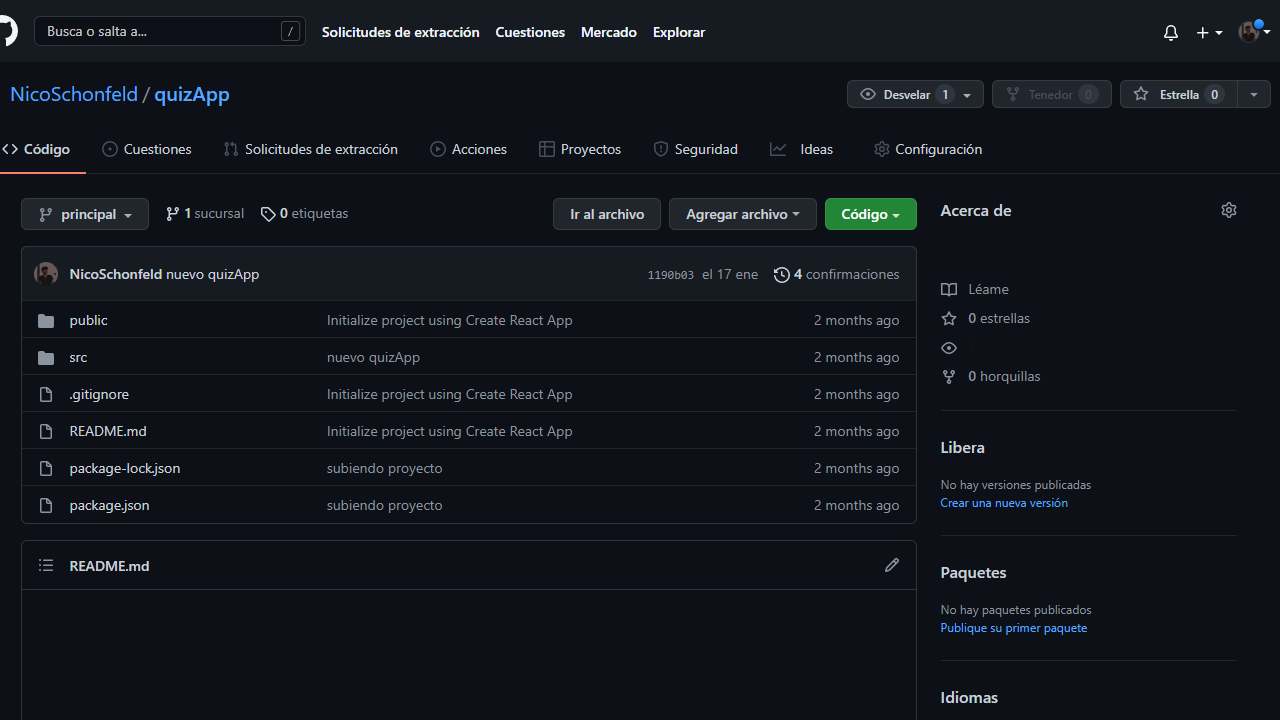 Busca o salta a... / Solicitudes de extracción Cuestiones Mercado Explorar
NicoSchonfeld / quizApp Desvelar 1 Tenedor 0 Estrella 0
Código Cuestiones Solicitudes de extracción Acciones Proyectos Seguridad Ideas Configuración
principal 1 sucursal 0 etiquetas Ir al archivo Agregar archivo Código
NicoSchonfeld nuevo quizApp 1190b03 el 17 ene 4 confirmaciones
public Initialize project using Create React App 2 months ago
src nuevo quizApp 2 months ago
.gitignore Initialize project using Create React App 2 months ago
README.md Initialize project using Create React App 2 months ago
package-lock.json subiendo proyecto 2 months ago
package.json subiendo proyecto 2 months ago
README.md
Acerca de
Léame
0 estrellas
0 horquillas
Libera
No hay versiones publicadas
Crear una nueva versión
Paquetes
No hay paquetes publicados
Publique su primer paquete
Idiomas